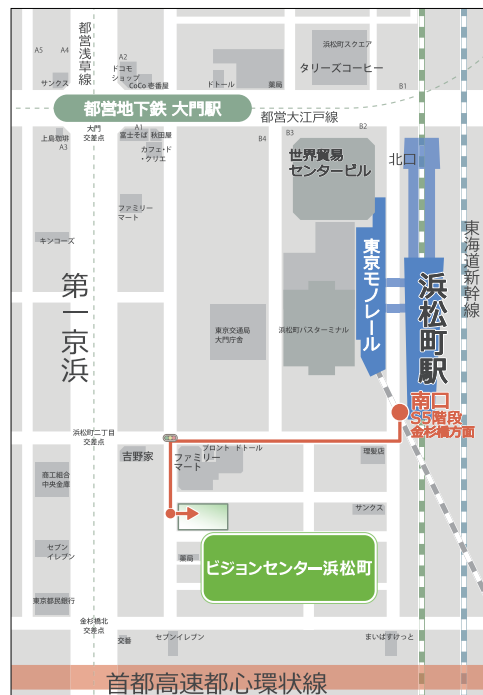 都営浅草線
A5
A4
A2
サンクス
ドコモ
ショップ
CoCo 壱番屋
ドトール
薬局
浜松町スクエア
タリーズコーヒー
B1
都営地下鉄 大門駅
都営大江戸線
上島珈琲
A3
大門
交差点
A1
富士そば
秋田屋
カフェ・ド
・クリエ
B4
B3
B2
世界貿易
センタービル
北口
ファミリー
マート
キンコーズ
東海道新幹線
第一京浜
東京モノレール
浜松町駅
東京交通局
大門庁舎
浜松町バスターミナル
南口
S5階段
金杉橋方面
浜松町二丁目
交差点
吉野家
ファミリー
マート
プロント
ドトール
理髪店
商工組合
中央金庫
サンクス
セブン
イレブン
薬局
ビジョンセンター浜松町
東京都民銀行
金杉橋北
交差点
交番
セブンイレブン
まいばすけっと
首都高速都心環状線